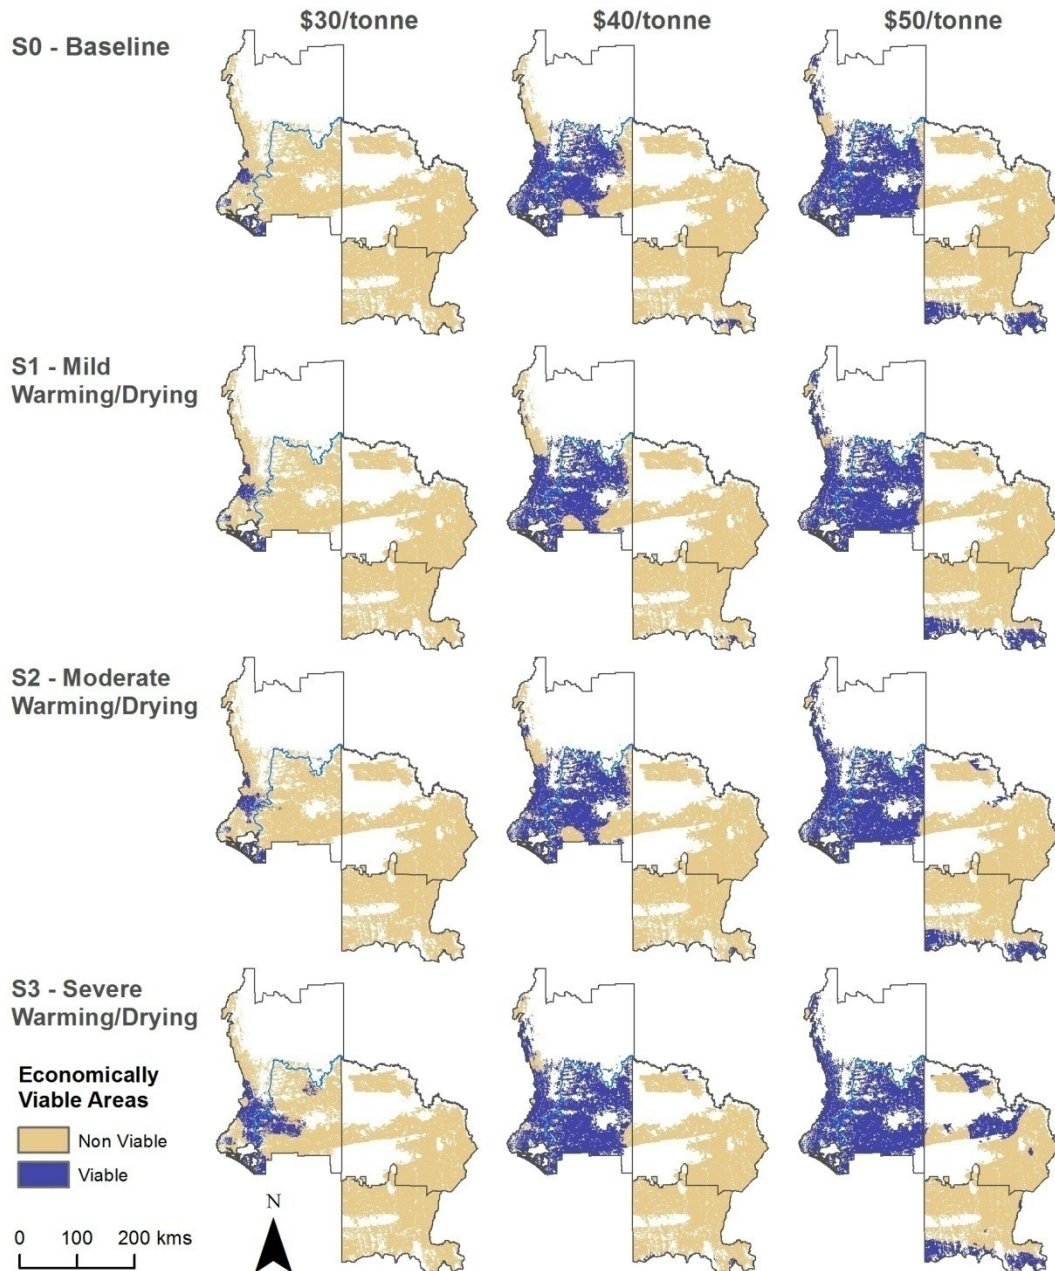 $30/tonne $40/tonne $50/tonne
S0 - Baseline
S1 - Mild
Warming/Drying
S2 - Moderate
Warming/Drying
S3 - Severe
Warming/Drying
Economically
Viable Areas
Non Viable
Viable
N
0 100 200 kms